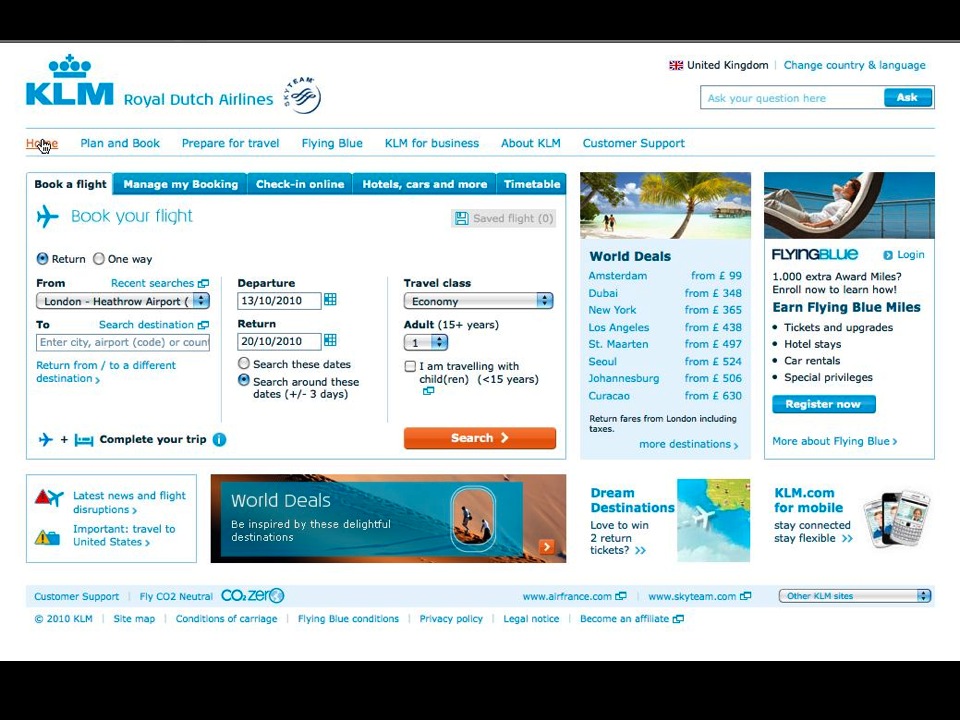 KLM Royal Dutch Airlines
SKYTEAM
United Kingdom | Change country & language
Ask your question here
Ask
Home
Plan and Book
Prepare for travel
Flying Blue
KLM for business
About KLM
Customer Support
Book a flight
Manage my Booking
Check-in online
Hotels, cars and more
Timetable
Book your flight
Saved flight (0)
Return
One way
From
Recent searches
London - Heathrow Airport (
To
Search destination
Enter city, airport (code) or count
Return from / to a different
destination
Departure
13/10/2010
Return
20/10/2010
Search these dates
Search around these
dates (+/- 3 days)
Travel class
Economy
Adult (15+ years)
1
I am travelling with
child(ren) (<15 years)
+ Complete your trip i
Search
World Deals
Amsterdam from £ 99
Dubai from £ 348
New York from £ 365
Los Angeles from £ 438
St. Maarten from £ 497
Seoul from £ 524
Johannesburg from £ 506
Curacao from £ 630
Return fares from London including
taxes.
more destinations
FLYINGBLUE
Login
1.000 extra Award Miles?
Enroll now to learn how!
Earn Flying Blue Miles
• Tickets and upgrades
• Hotel stays
• Car rentals
• Special privileges
Register now
More about Flying Blue
Latest news and flight
disruptions
Important: travel to
United States
World Deals
Be inspired by these delightful
destinations
Dream
Destinations
Love to win
2 return
tickets?
KLM.com
for mobile
stay connected
stay flexible
Customer Support | Fly CO2 Neutral CO2ZERO
www.airfrance.com | www.skyteam.com
Other KLM sites
© 2010 KLM | Site map | Conditions of carriage | Flying Blue conditions | Privacy policy | Legal notice | Become an affiliate